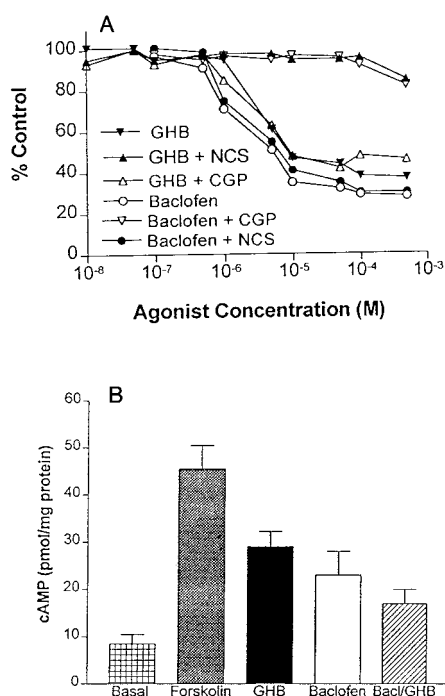 A
% Control
100
80
60
40
20
0
GHB
GHB + NCS
GHB + CGP
Baclofen
Baclofen + CGP
Baclofen + NCS
10-8 10-7 10-6 10-5 10-4 10-3
Agonist Concentration (M)
B
cAMP (pmol/mg protein)
60
50
40
30
20
10
0
Basal Forskolin GHB Baclofen Bacl/GHB